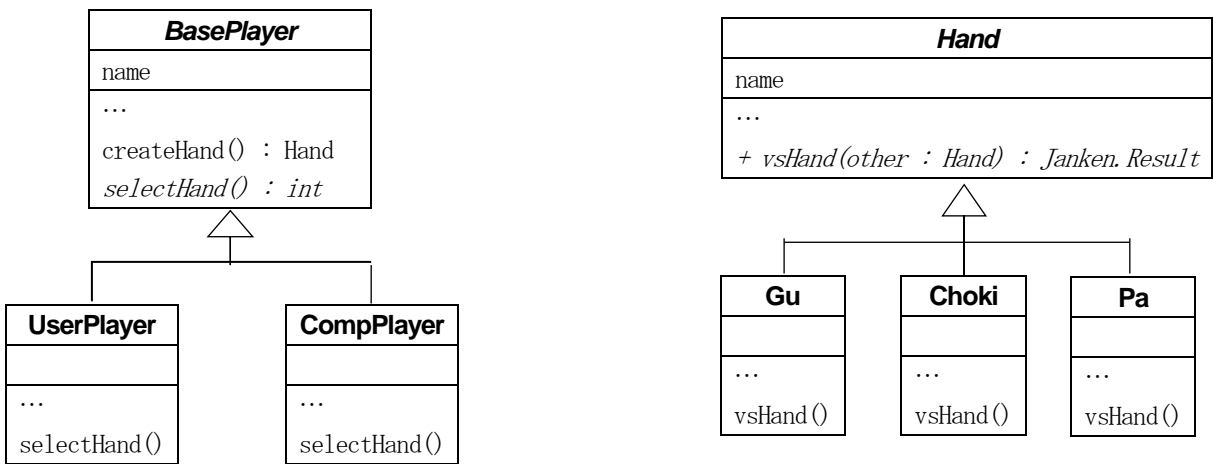 BasePlayer
name
...
createHand() : Hand
selectHand() : int
UserPlayer
...
selectHand()
CompPlayer
...
selectHand()
Hand
name
...
+ vsHand(other : Hand) : Janken.Result
Gu
...
vsHand()
Choki
...
vsHand()
Pa
...
vsHand()